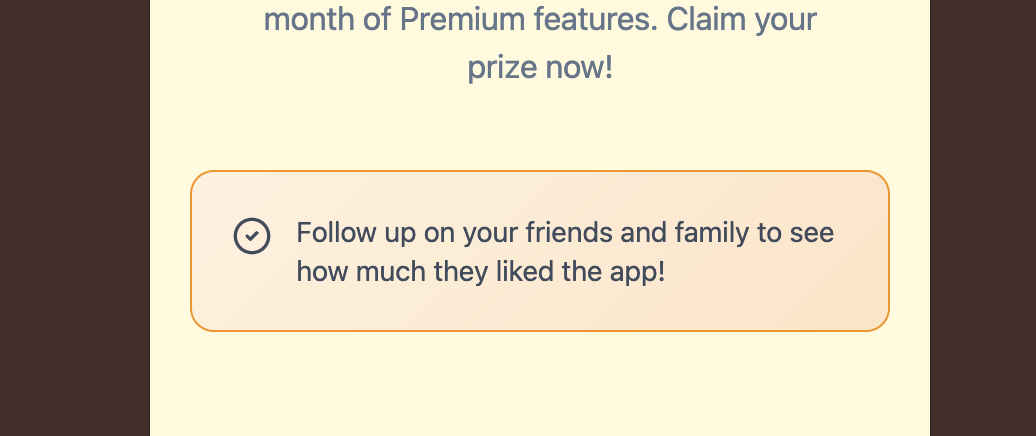 month of Premium features. Claim your
prize now!
Follow up on your friends and family to see
how much they liked the app!